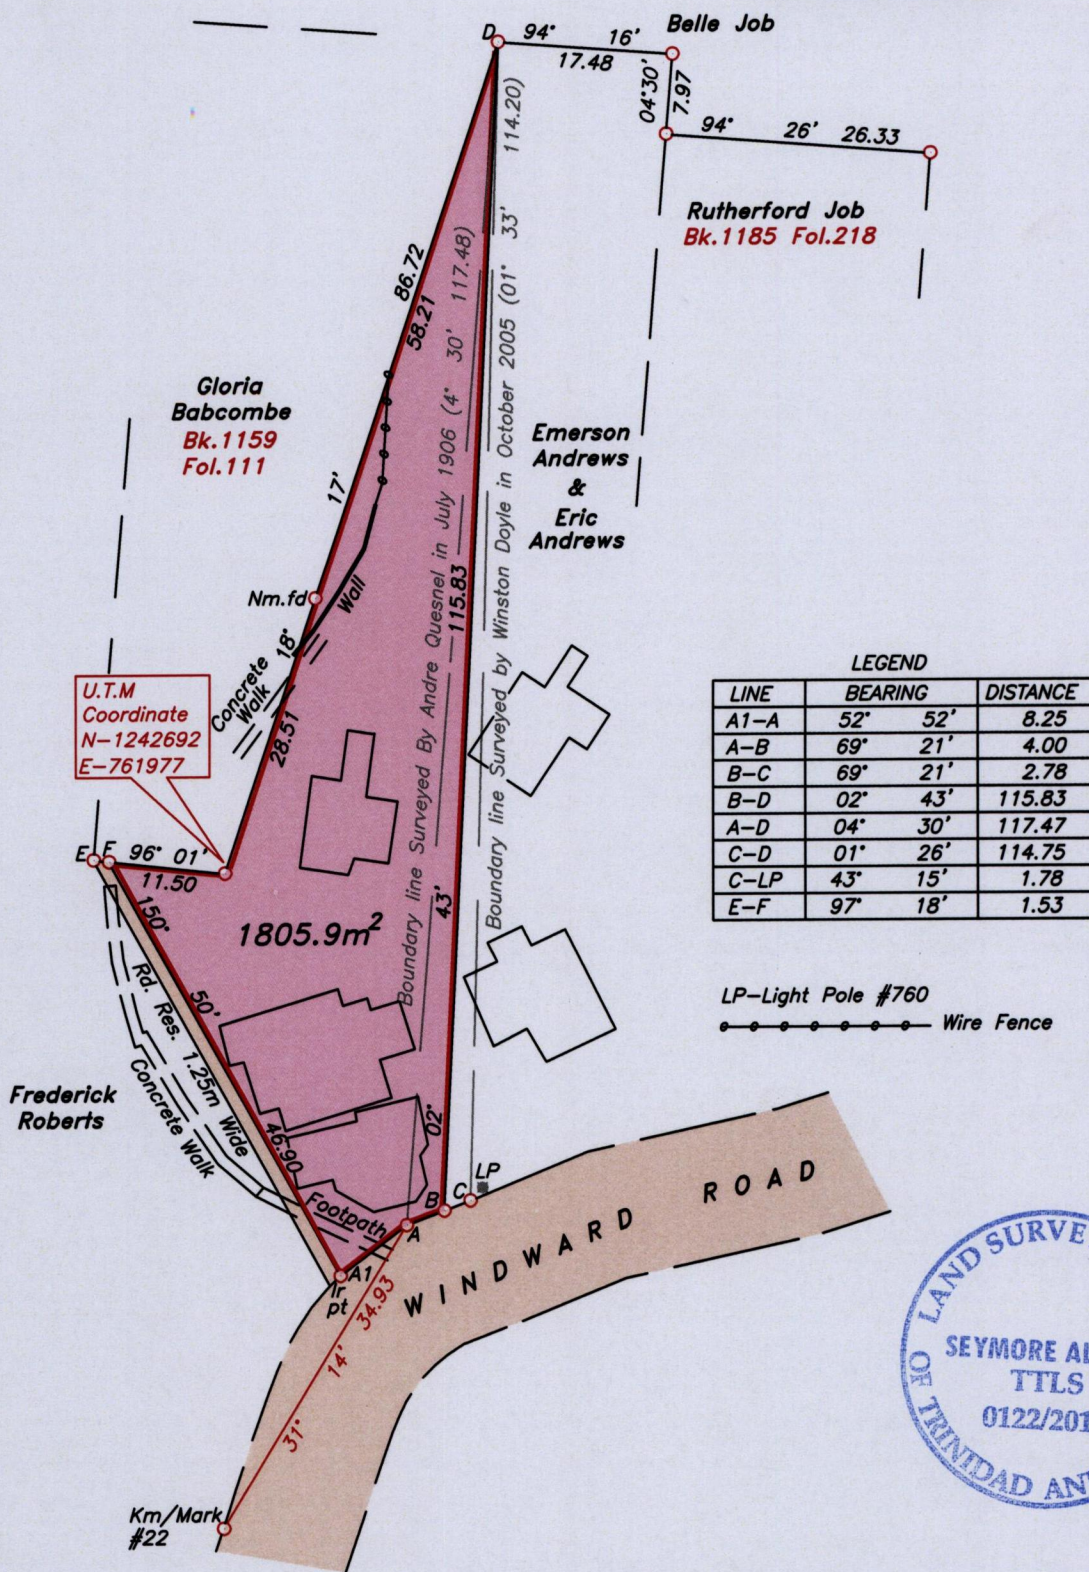 D 94° 16' Belle Job
17.48
04°30' 7.97
94° 26' 26.33
Rutherford Job
Bk.1185 Fol.218
86.72
58.21
17'
18°
28.51
Gloria
Babcombe
Bk.1159
Fol.111
Boundary line Surveyed By Andre Quesnel in July 1906 (4° 30' 117.48)
Boundary line Surveyed by Winston Doyle in October 2005 (01° 33' 114.20)
115.83
43'
02°
Emerson
Andrews
&
Eric
Andrews
Nm.fd
Wall
Concrete
Walk
U.T.M
Coordinate
N-1242692
E-761977
E F 96° 01'
11.50
1805.9m²
150°
50'
46.90
Rd. Res. 1.25m Wide
Concrete Walk
Footpath
Frederick
Roberts
LEGEND
LINE BEARING DISTANCE
A1-A 52° 52' 8.25
A-B 69° 21' 4.00
B-C 69° 21' 2.78
B-D 02° 43' 115.83
A-D 04° 30' 117.47
C-D 01° 26' 114.75
C-LP 43° 15' 1.78
E-F 97° 18' 1.53
LP-Light Pole #760
Wire Fence
B C LP
A
A1
Ir
pt
WINDWARD ROAD
34.93
14'
31°
Km/Mark
#22
LAND SURVE
SEYMORE AL
TTLS
0122/201
OF TRINIDAD AN